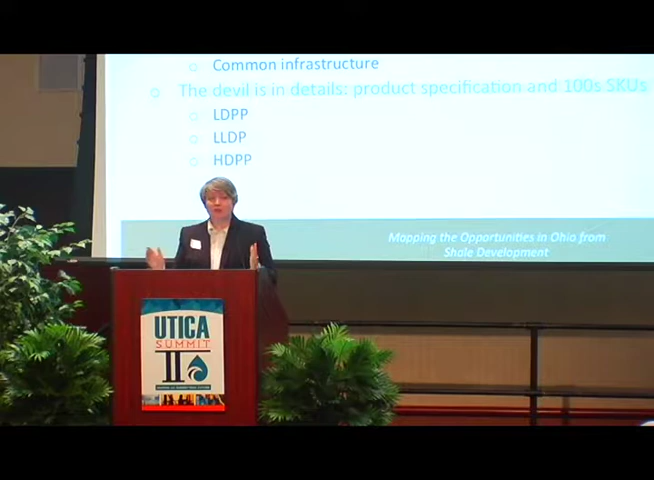 Common infrastructure
The devil is in details: product specification and 100s SKUs
LDPP
LLDP
HDPP
Mapping the Opportunities in Ohio from
Shale Development
UTICA
SUMMIT
II